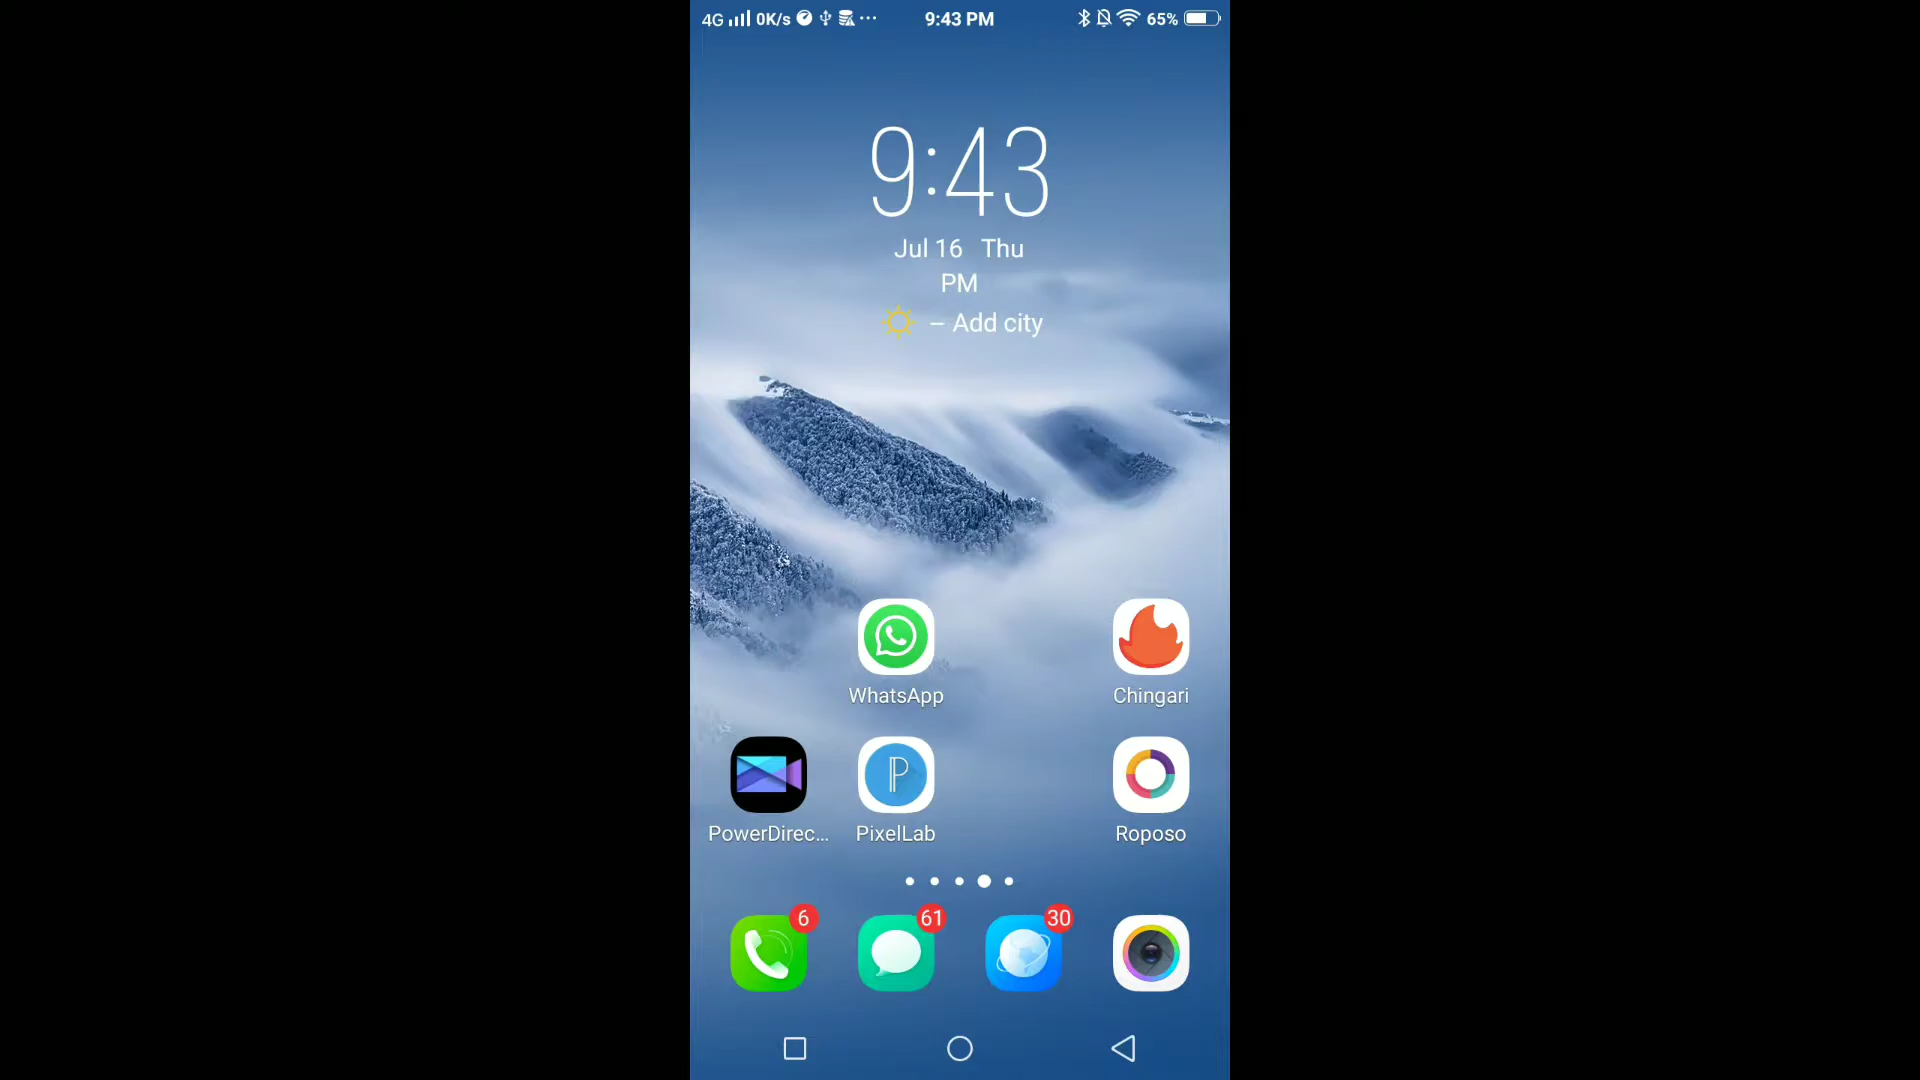 4G 0K/s ... 9:43 PM 65%
9:43
Jul 16 Thu
PM
– Add city
WhatsApp Chingari
PowerDirec... PixelLab Roposo
6 61 30